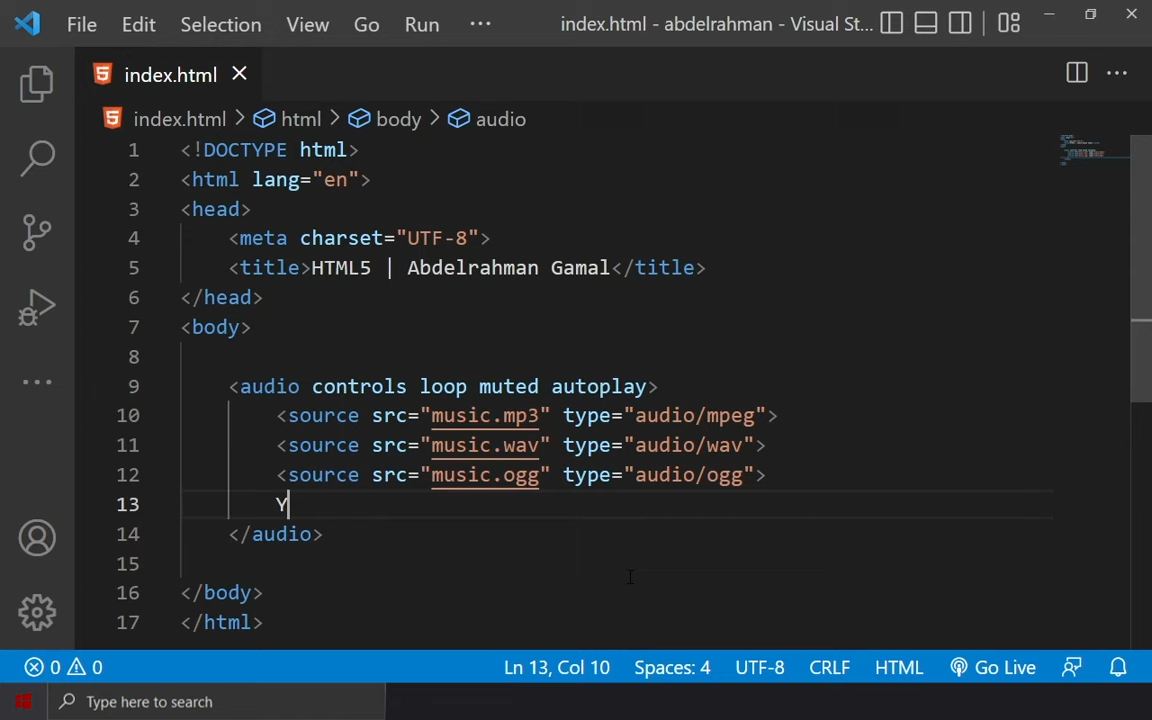 File Edit Selection View Go Run ··· index.html - abdelrahman - Visual St...
index.html
index.html > html > body > audio
1 <!DOCTYPE html>
2 <html lang="en">
3 <head>
4 <meta charset="UTF-8">
5 <title>HTML5 | Abdelrahman Gamal</title>
6 </head>
7 <body>
8
9 <audio controls loop muted autoplay>
10 <source src="music.mp3" type="audio/mpeg">
11 <source src="music.wav" type="audio/wav">
12 <source src="music.ogg" type="audio/ogg">
13 Y
14 </audio>
15
16 </body>
17 </html>
0 0 Ln 13, Col 10 Spaces: 4 UTF-8 CRLF HTML Go Live
Type here to search